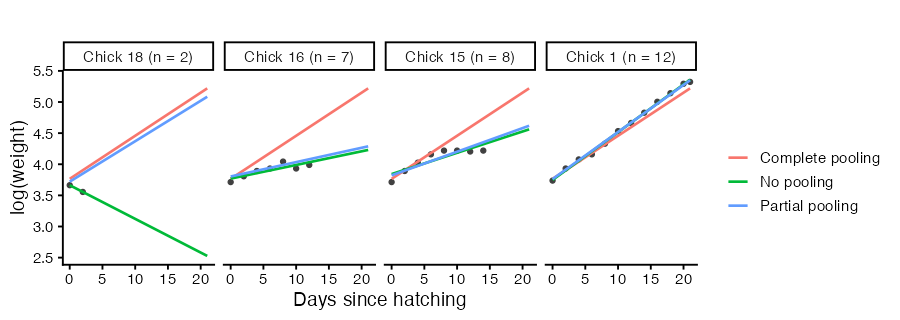 Chick 18 (n = 2)
Chick 16 (n = 7)
Chick 15 (n = 8)
Chick 1 (n = 12)
log(weight)
5.5
5.0
4.5
4.0
3.5
3.0
2.5
0 5 10 15 20
0 5 10 15 20
0 5 10 15 20
0 5 10 15 20
Days since hatching
Complete pooling
No pooling
Partial pooling